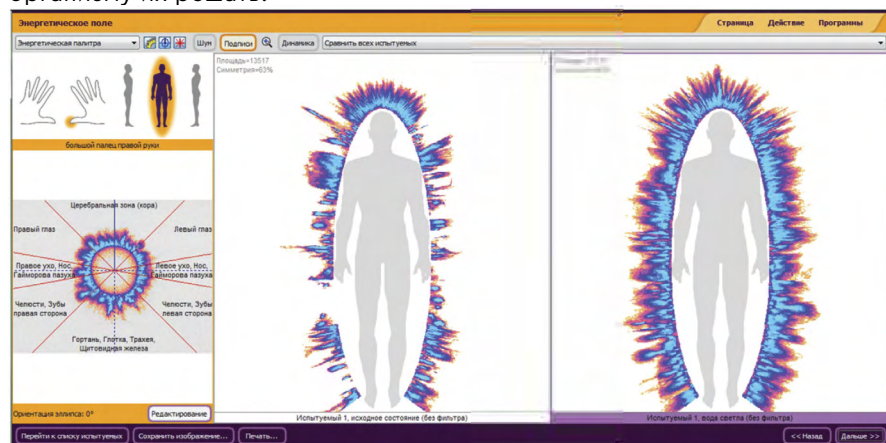 организму чи решать.
Энергетическое поле
Страница Действие Программы
Энергетическая палитра Шум Подписи Динамика Сравнить всех испытуемых
Площадь=13517
Симметрия=63%
большой палец правой руки
Церебральная зона (кора)
Правый глаз Левый глаз
Правое ухо, Нос, Левое ухо, Нос,
Гайморова пазуха Гайморова пазуха
Челюсти, Зубы Челюсти, Зубы
правая сторона левая сторона
Гортань, Глотка, Трахея,
Щитовидная железа
Ориентация эллипса: 0° Редактирование
Испытуемый 1, исходное состояние (без фильтра) Испытуемый 1, вода светла (без фильтра)
Перейти к списку испытуемых Сохранить изображение... Печать... << Назад Дальше >>